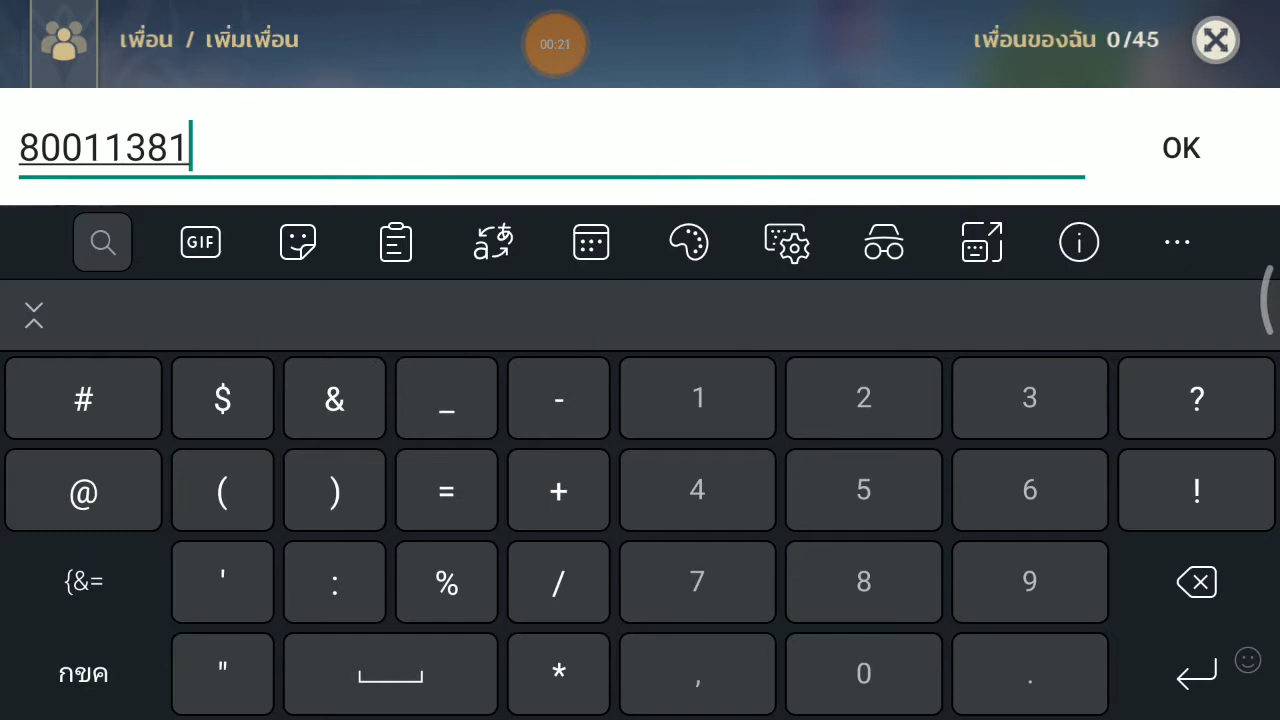 เพื่อน / เพิ่มเพื่อน
00:21
เพื่อนของฉัน 0/45
80011381
OK
GIF
# $ & _ - 1 2 3 ?
@ ( ) = + 4 5 6 !
{&= ' : % / 7 8 9
กขค " * , 0 .